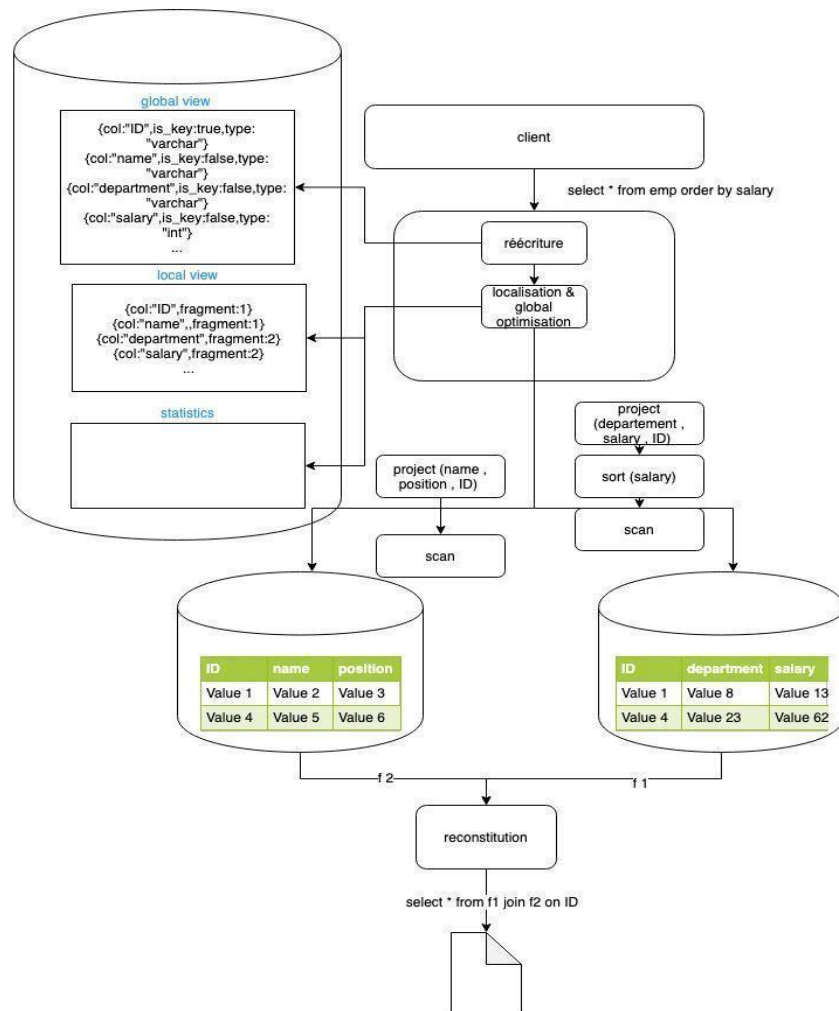 global view
{col:"ID",is_key:true,type:
"varchar"}
{col:"name",is_key:false,type:
"varchar"}
{col:"department",is_key:false,type:
"varchar"}
{col:"salary",is_key:false,type:
"int"}
...
local view
{col:"ID",fragment:1}
{col:"name",,fragment:1}
{col:"department",fragment:2}
{col:"salary",fragment:2}
...
statistics
client
select * from emp order by salary
réécriture
localisation &
global
optimisation
project (name ,
position , ID)
scan
project
(departement ,
salary , ID)
sort (salary)
scan
ID name position
Value 1 Value 2 Value 3
Value 4 Value 5 Value 6
ID department salary
Value 1 Value 8 Value 13
Value 4 Value 23 Value 62
f 2
f 1
reconstitution
select * from f1 join f2 on ID